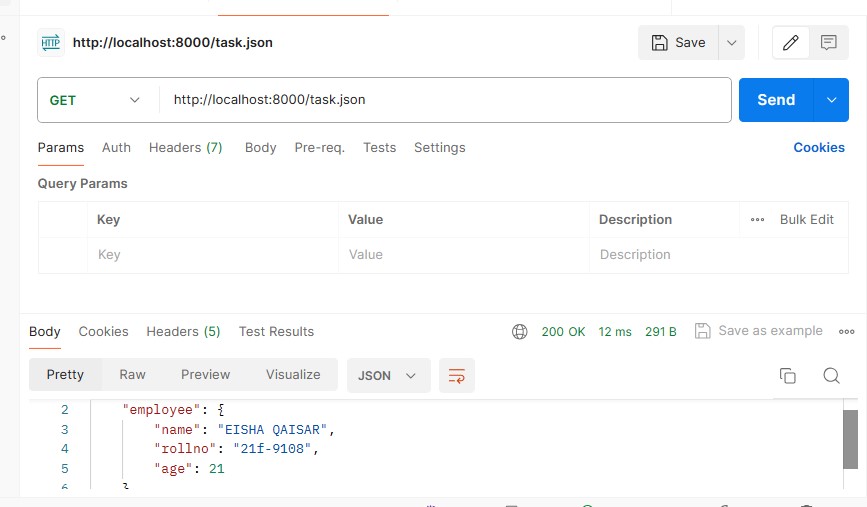 HTTP http://localhost:8000/task.json Save
GET http://localhost:8000/task.json Send
Params Auth Headers (7) Body Pre-req. Tests Settings Cookies
Query Params
Key Value Description ••• Bulk Edit
Key Value Description
Body Cookies Headers (5) Test Results 200 OK 12 ms 291 B Save as example
Pretty Raw Preview Visualize JSON
2 "employee": {
3 "name": "EISHA QAISAR",
4 "rollno": "21f-9108",
5 "age": 21
6 }